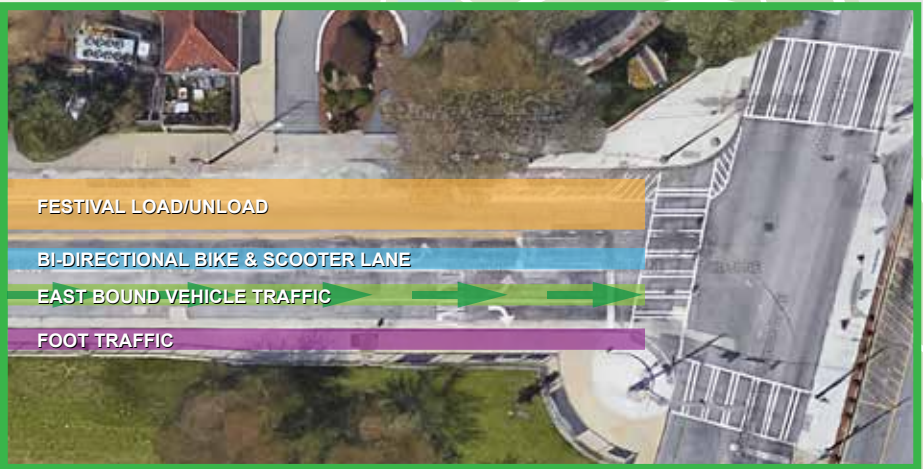 FESTIVAL LOAD/UNLOAD
BI-DIRECTIONAL BIKE & SCOOTER LANE
EAST BOUND VEHICLE TRAFFIC
FOOT TRAFFIC